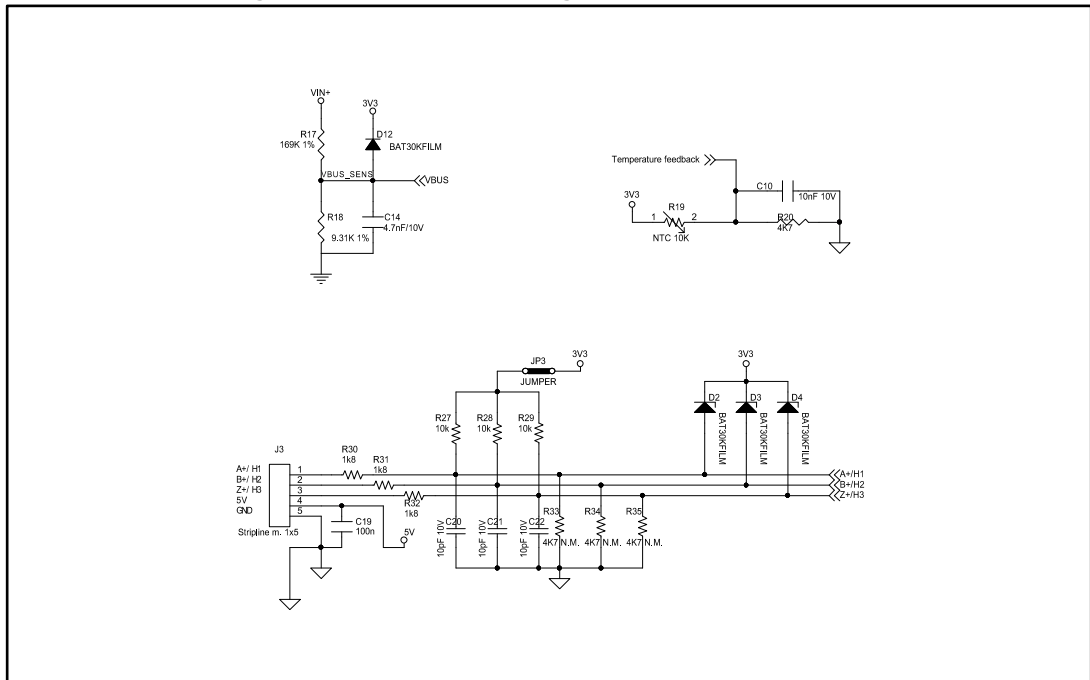 VIN+
3V3
R17
169K 1%
D12
BAT30KFILM
VBUS_SENS
VBUS
R18
9.31K 1%
C14
4.7nF/10V
Temperature feedback
C10
10nF 10V
3V3
R19
1
2
NTC 10K
R20
4K7
JP3
JUMPER
3V3
R27
10k
R28
10k
R29
10k
3V3
D2
BAT30KFILM
D3
BAT30KFILM
D4
BAT30KFILM
J3
A+/ H1
B+/ H2
Z+/ H3
5V
GND
1
2
3
4
5
Stripline m. 1x5
R30
1k8
R31
1k8
R32
1k8
C19
100n
5V
C20
10pF 10V
C21
10pF 10V
C22
10pF 10V
R33
4K7 N.M.
R34
4K7 N.M.
R35
4K7 N.M.
A+/H1
B+/H2
Z+/H3